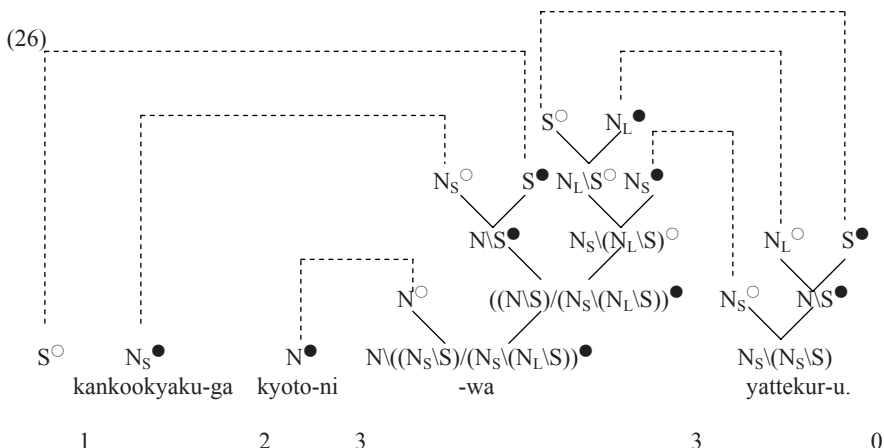 (26)
S○ N_L●
N_S○ S● N_L\S○ N_S●
N\S● N_S\(N_L\S)○ N_L○ S●
N○ ((N\S)/(N_S\(N_L\S))● N_S○ N\S●
S○ N_S● N● N\((N_S\S)/(N_S\(N_L\S))● N_S\(N_S\S)
kankookyaku-ga kyoto-ni -wa yattekur-u.
1 2 3 3 0